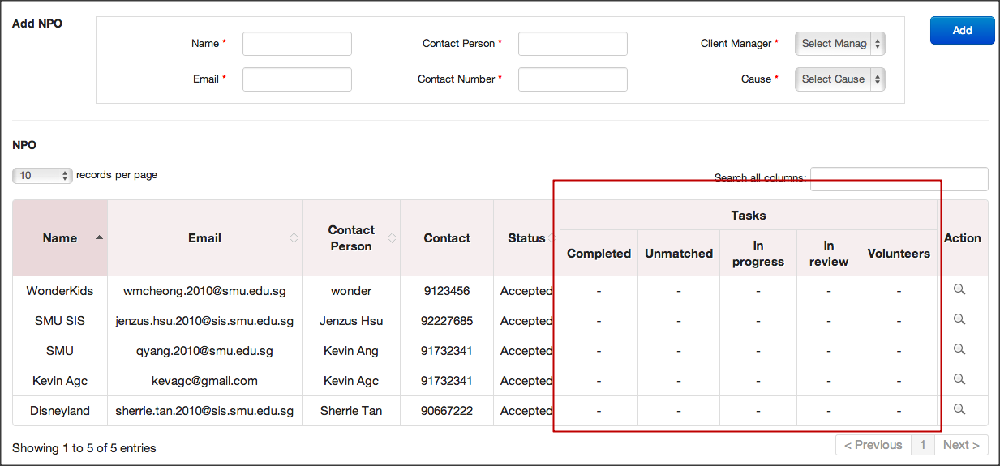 Add NPO
Name * Contact Person * Client Manager * Select Manag
Add
Email * Contact Number * Cause * Select Cause
NPO
10 records per page
Search all columns:
Name Email Contact Person Contact Status Tasks Action
Completed Unmatched In progress In review Volunteers
WonderKids wmcheong.2010@smu.edu.sg wonder 9123456 Accepted - - - - -
SMU SIS jenzus.hsu.2010@sis.smu.edu.sg Jenzus Hsu 92227685 Accepted - - - - -
SMU qyang.2010@smu.edu.sg Kevin Ang 91732341 Accepted - - - - -
Kevin Agc kevagc@gmail.com Kevin Agc 91732341 Accepted - - - - -
Disneyland sherrie.tan.2010@sis.smu.edu.sg Sherrie Tan 90667222 Accepted - - - - -
Showing 1 to 5 of 5 entries
< Previous 1 Next >